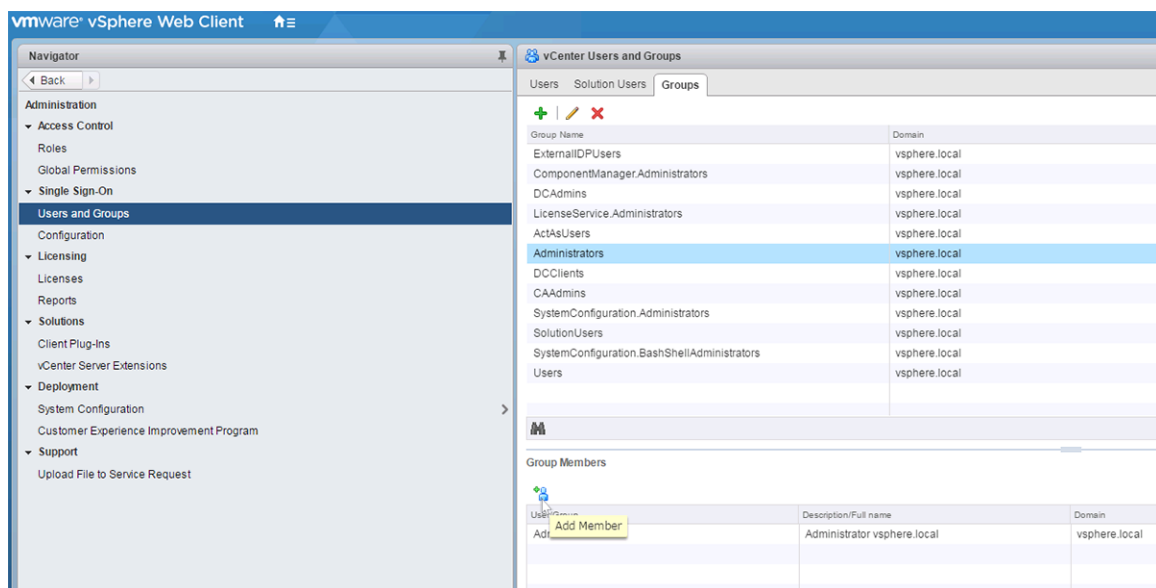 vmware® vSphere Web Client
Navigator
Back
Administration
Access Control
Roles
Global Permissions
Single Sign-On
Users and Groups
Configuration
Licensing
Licenses
Reports
Solutions
Client Plug-Ins
vCenter Server Extensions
Deployment
System Configuration
Customer Experience Improvement Program
Support
Upload File to Service Request
vCenter Users and Groups
Users Solution Users Groups
Group Name Domain
ExternalIDPUsers vsphere.local
ComponentManager.Administrators vsphere.local
DCAdmins vsphere.local
LicenseService.Administrators vsphere.local
ActAsUsers vsphere.local
Administrators vsphere.local
DCClients vsphere.local
CAAdmins vsphere.local
SystemConfiguration.Administrators vsphere.local
SolutionUsers vsphere.local
SystemConfiguration.BashShellAdministrators vsphere.local
Users vsphere.local
Group Members
Description/Full name Domain
Add Member
Administrator vsphere.local vsphere.local